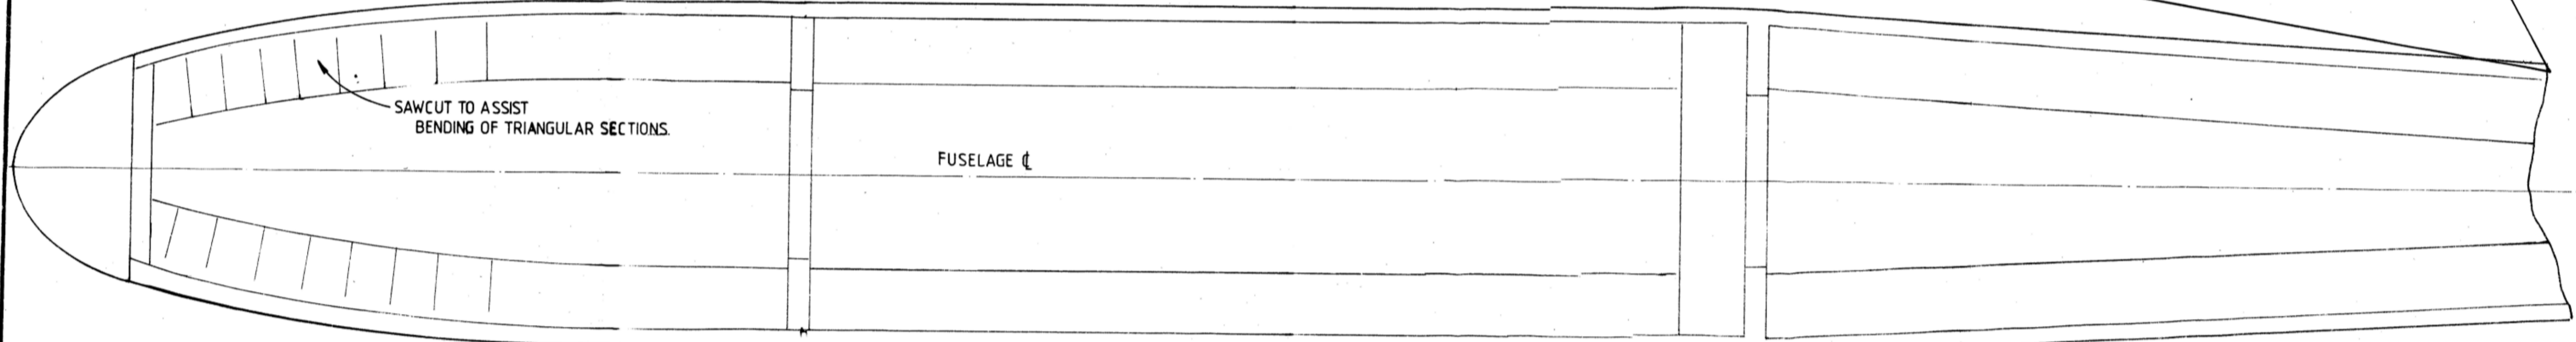 SAWCUT TO ASSIST
BENDING OF TRIANGULAR SECTIONS.
FUSELAGE ℄